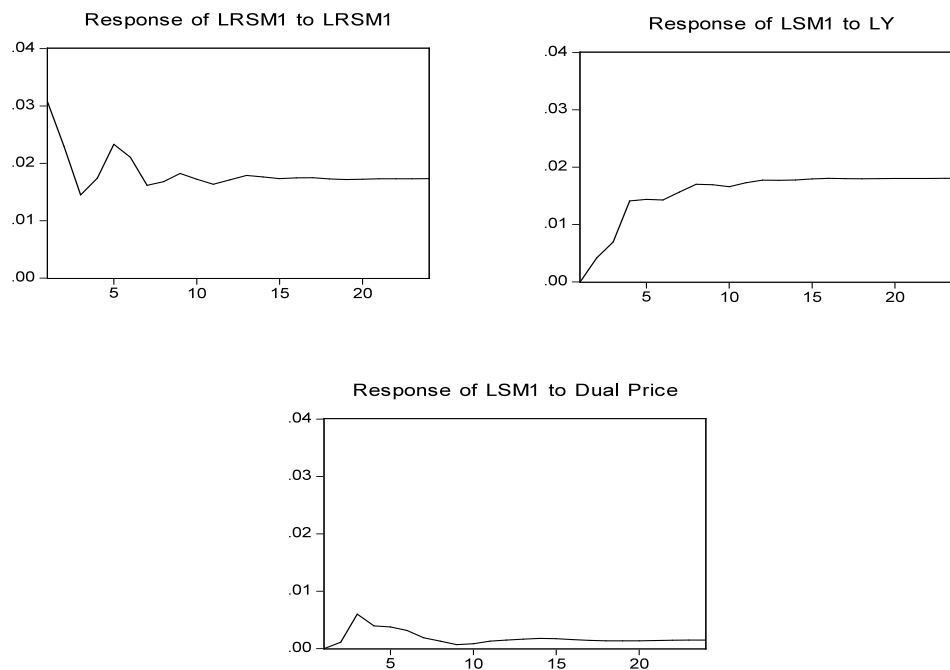 Response of LRSM1 to LRSM1
.04
.03
.02
.01
.00
5 10 15 20
Response of LSM1 to LY
.04
.03
.02
.01
.00
5 10 15 20
Response of LSM1 to Dual Price
.04
.03
.02
.01
.00
5 10 15 20